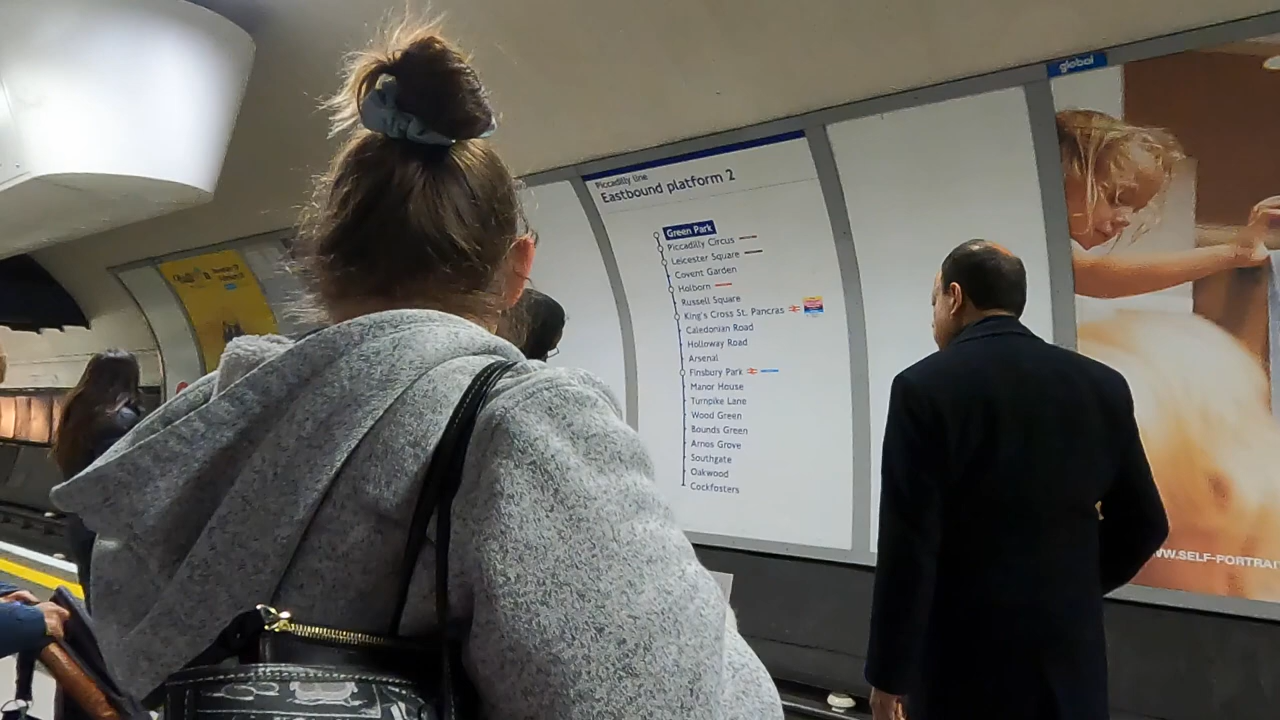 Piccadilly line
Eastbound platform 2
Green Park
Piccadilly Circus
Leicester Square
Covent Garden
Holborn
Russell Square
King's Cross St. Pancras
Caledonian Road
Holloway Road
Arsenal
Finsbury Park
Manor House
Turnpike Lane
Wood Green
Bounds Green
Arnos Grove
Southgate
Oakwood
Cockfosters
global
WW.SELF-PORTRAI